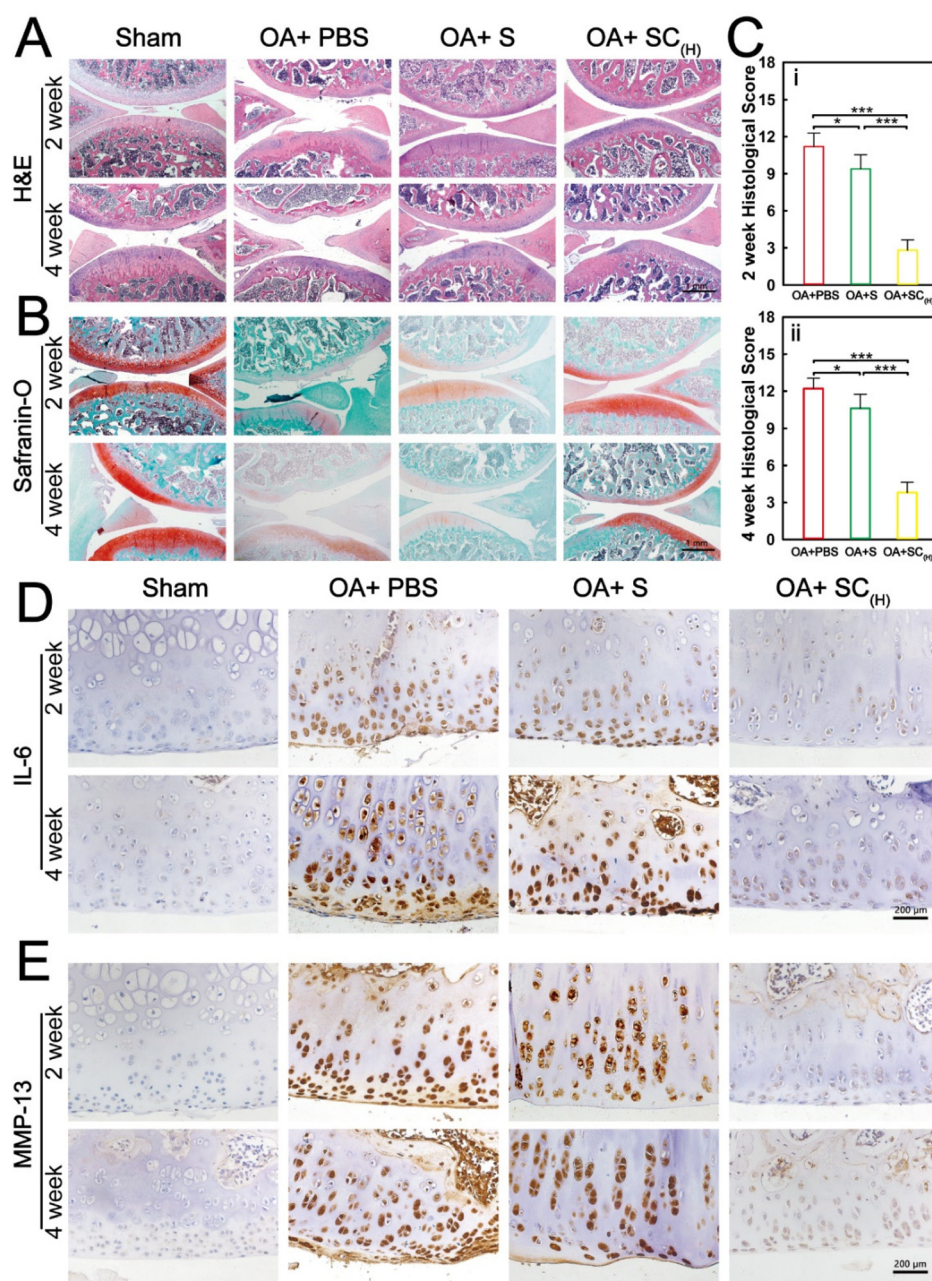 A
Sham
OA+ PBS
OA+ S
OA+ SC(H)
H&E
2 week
4 week
1 mm
B
Safranin-O
2 week
4 week
1 mm
C
i
2 week Histological Score
18
15
12
9
6
3
0
***
*
***
OA+PBS
OA+S
OA+SC(H)
ii
4 week Histological Score
18
15
12
9
6
3
0
***
*
***
OA+PBS
OA+S
OA+SC(H)
D
Sham
OA+ PBS
OA+ S
OA+ SC(H)
IL-6
2 week
4 week
200 μm
E
MMP-13
2 week
4 week
200 μm